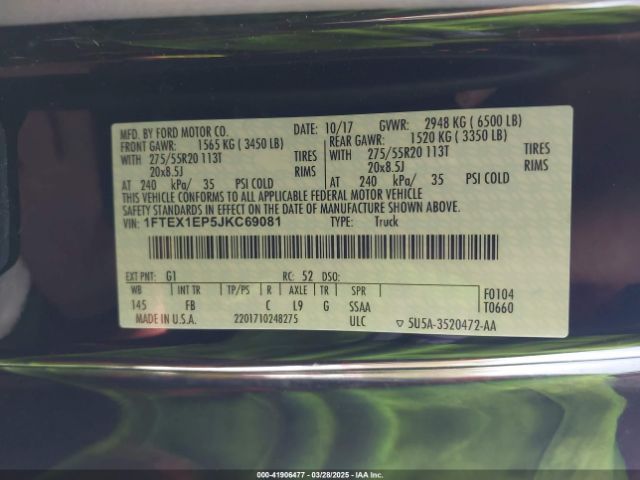 MFD. BY FORD MOTOR CO. DATE: 10/17 GVWR: 2948 KG ( 6500 LB)
FRONT GAWR: 1565 KG ( 3450 LB) REAR GAWR: 1520 KG ( 3350 LB)
WITH 275/55R20 113T TIRES WITH 275/55R20 113T TIRES
20x8.5J RIMS 20x8.5J RIMS
AT 240 kPa/ 35 PSI COLD AT 240 kPa/ 35 PSI COLD
THIS VEHICLE CONFORMS TO ALL APPLICABLE FEDERAL MOTOR VEHICLE
SAFETY STANDARDS IN EFFECT ON THE DATE OF MANUFACTURE SHOWN ABOVE.
VIN: 1FTEX1EP5JKC69081 TYPE: Truck
EXT PNT: G1 RC: 52 DSO:
WB INT TR TP/PS R AXLE TR SPR F0104
145 FB C L9 G SSAA T0660
MADE IN U.S.A. 2201710248275 ULC ▽ 5U5A-3520472-AA
000-41906477 - 03/28/2025 - IAA Inc.